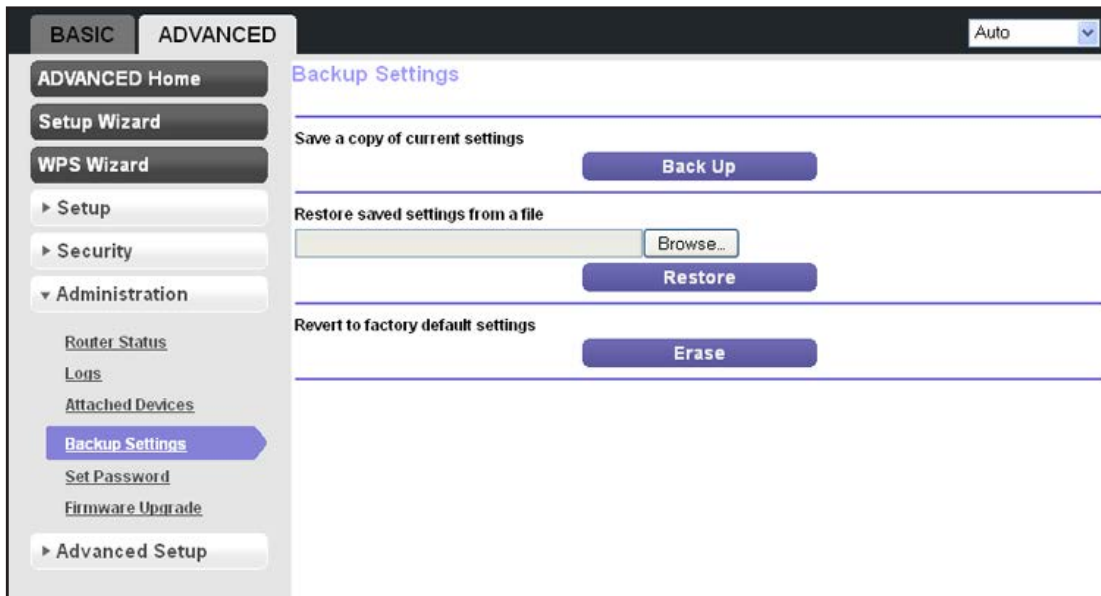 BASIC
ADVANCED
Auto
ADVANCED Home
Setup Wizard
WPS Wizard
Setup
Security
Administration
Router Status
Logs
Attached Devices
Backup Settings
Set Password
Firmware Upgrade
Advanced Setup
Backup Settings
Save a copy of current settings
Back Up
Restore saved settings from a file
Browse...
Restore
Revert to factory default settings
Erase